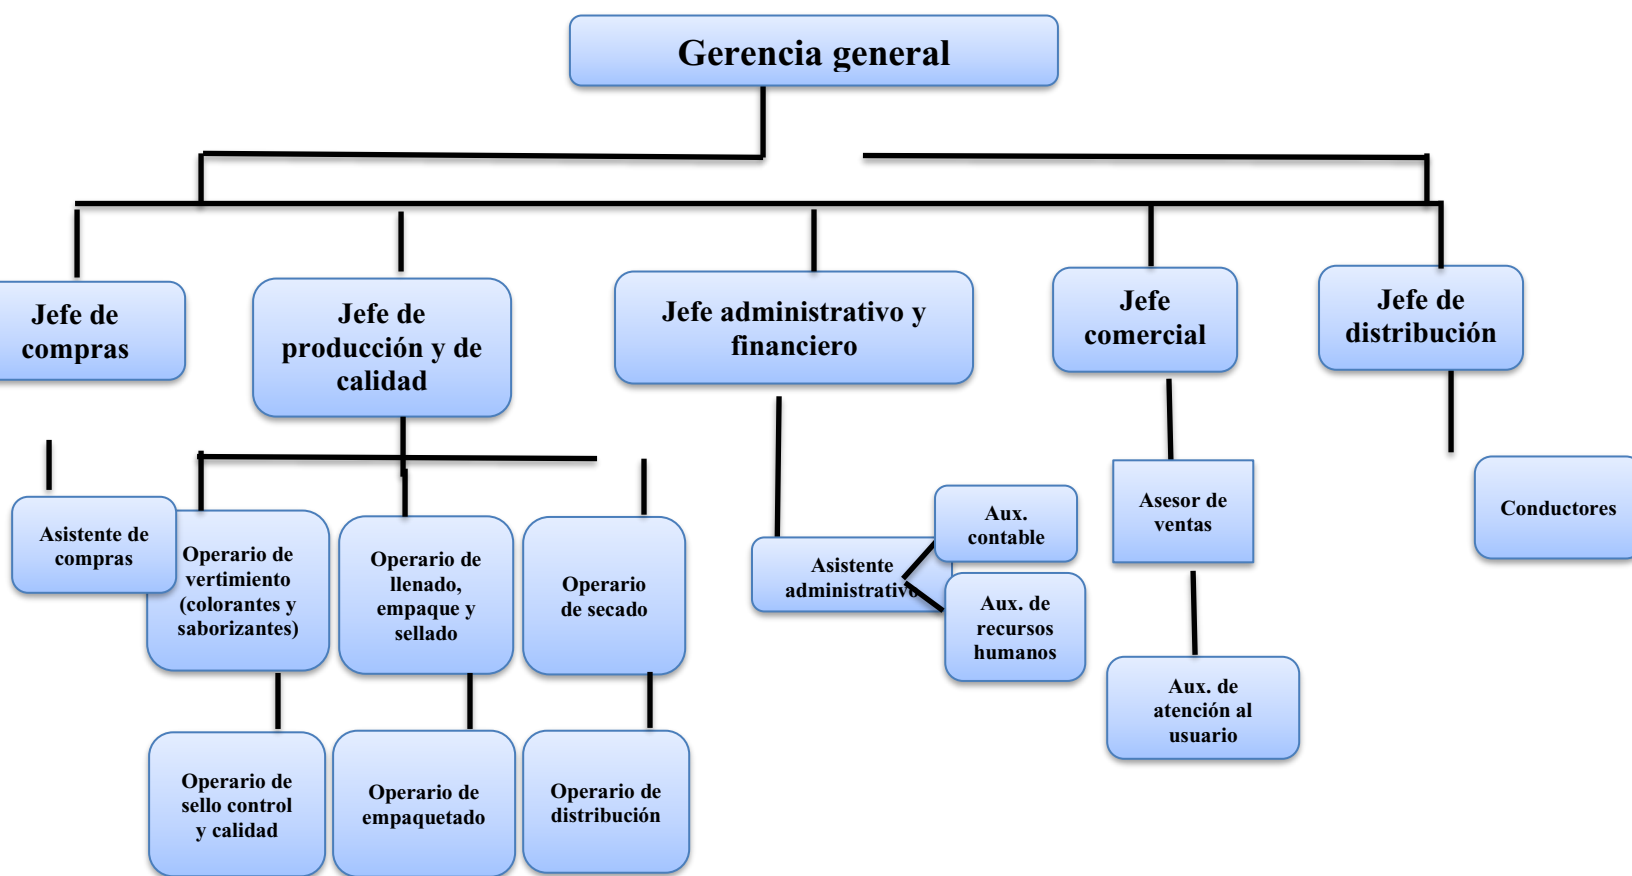 Gerencia general
Jefe de
compras
Jefe de
producción y de
calidad
Jefe administrativo y
financiero
Jefe
comercial
Jefe de
distribución
Asistente de
compras
Operario de
vertimiento
(colorantes y
saborizantes)
Operario de
llenado,
empaque y
sellado
Operario
de secado
Asistente
administrativo
Aux.
contable
Aux. de
recursos
humanos
Asesor de
ventas
Conductores
Aux. de
atención al
usuario
Operario de
sello control
y calidad
Operario de
empaquetado
Operario de
distribución